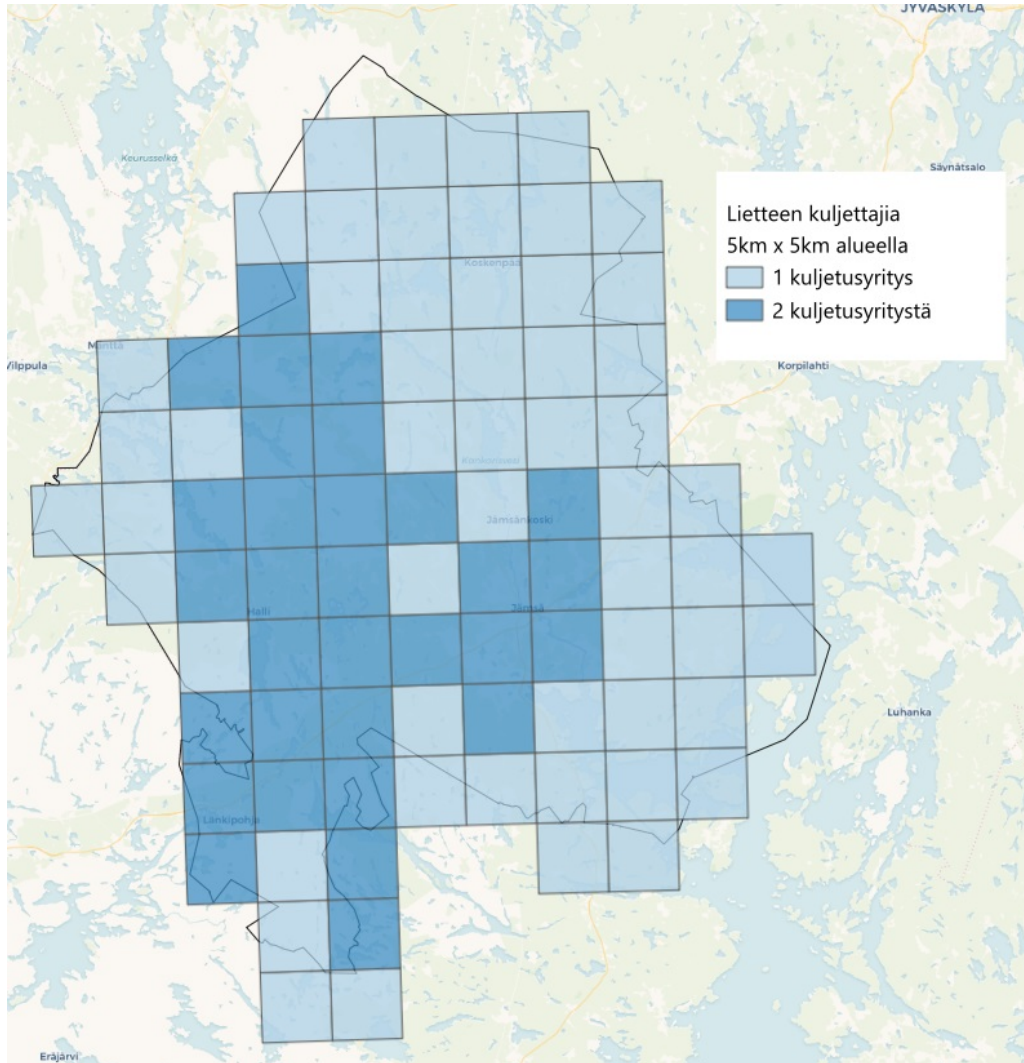 JYVÄSKYLÄ
Keurusselkä
Säynätsalo
Lietteen kuljettajia
5km x 5km alueella
1 kuljetusyritys
2 kuljetusyritystä
Koskenpää
Mänttä
Vilppula
Korpilahti
Kankarisvesi
Jämsänkoski
Halli
Jämsä
Luhanka
Länkipohja
Eräjärvi